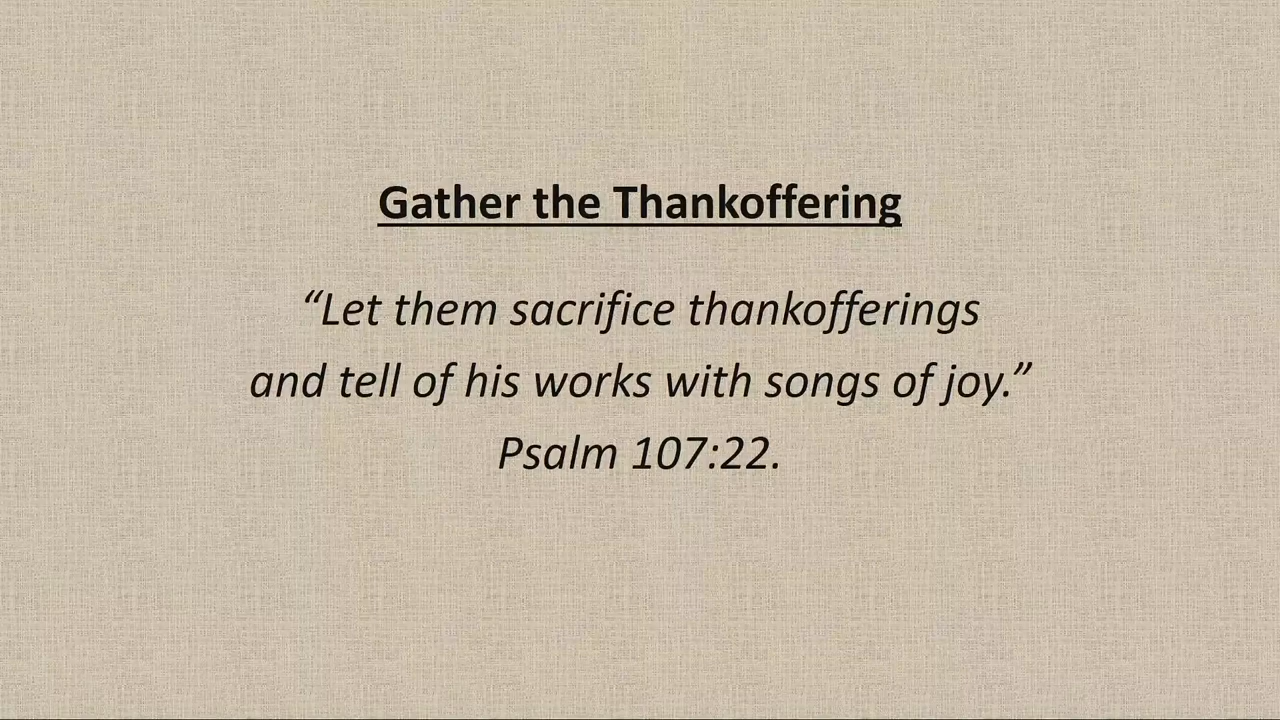 Gather the Thankoffering
“Let them sacrifice thankofferings
and tell of his works with songs of joy.”
Psalm 107:22.